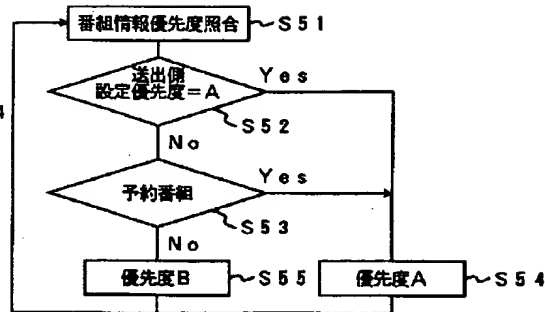 番組情報優先度照合 S51
送出側
設定優先度=A
Yes
S52
No
予約番組
Yes
S53
No
優先度B S55
優先度A S54